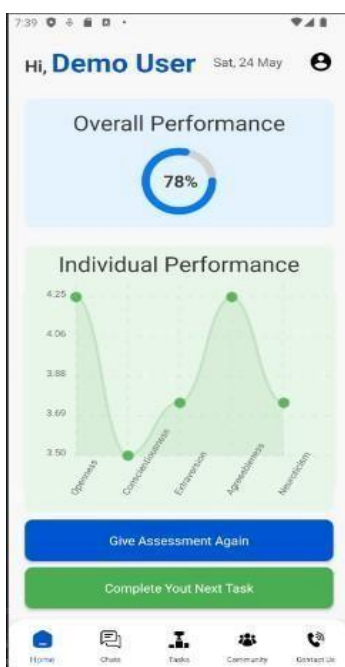 7:39
Hi, Demo User Sat, 24 May
Overall Performance
78%
Individual Performance
4.25
4.06
3.88
3.69
3.50
Openness
Conscientiousness
Extraversion
Agreeableness
Neuroticism
Give Assessment Again
Complete Yout Next Task
Home Chats Tasks Community Contact Us